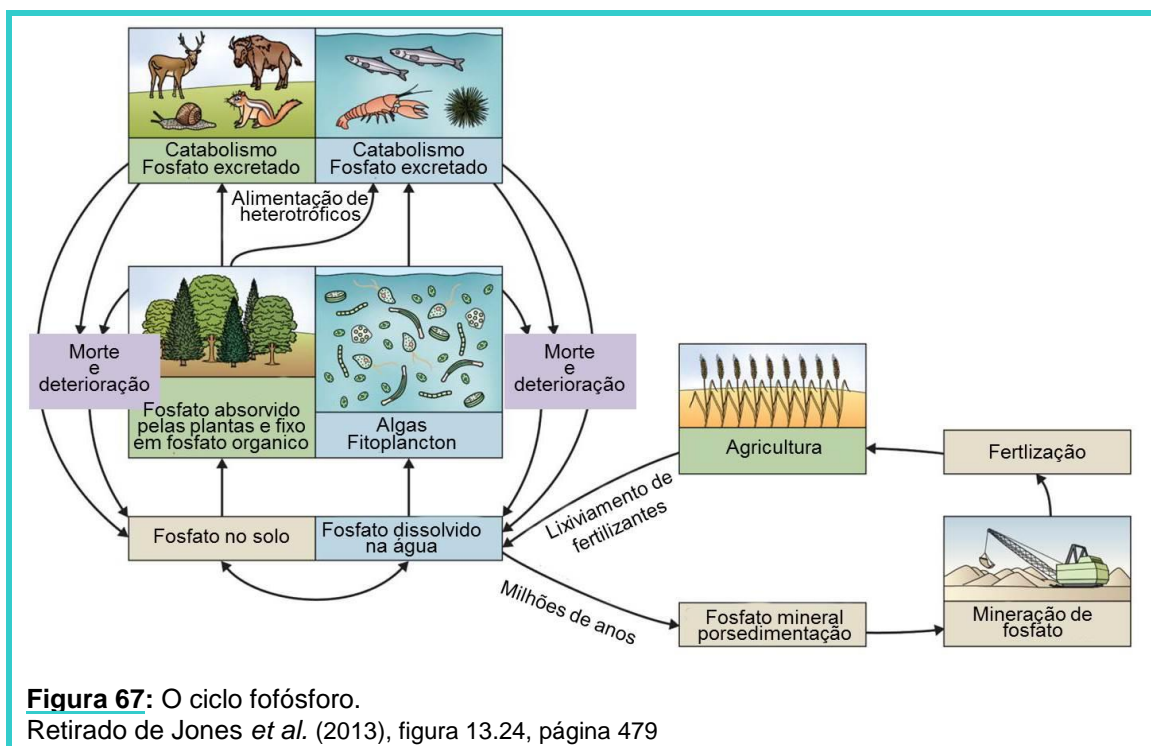 Catabolismo
Fosfato excretado
Catabolismo
Fosfato excretado
Alimentação de
heterotróficos
Morte
e
deterioração
Fosfato absorvido
pelas plantas e fixo
em fosfato organico
Algas
Fitoplancton
Morte
e
deterioração
Agricultura
Fertlização
Fosfato no solo
Fosfato dissolvido
na água
Lixiviamento de
fertilizantes
Milhões de anos
Fosfato mineral
porsedimentação
Mineração de
fosfato
Figura 67: O ciclo fofósforo.
Retirado de Jones et al. (2013), figura 13.24, página 479